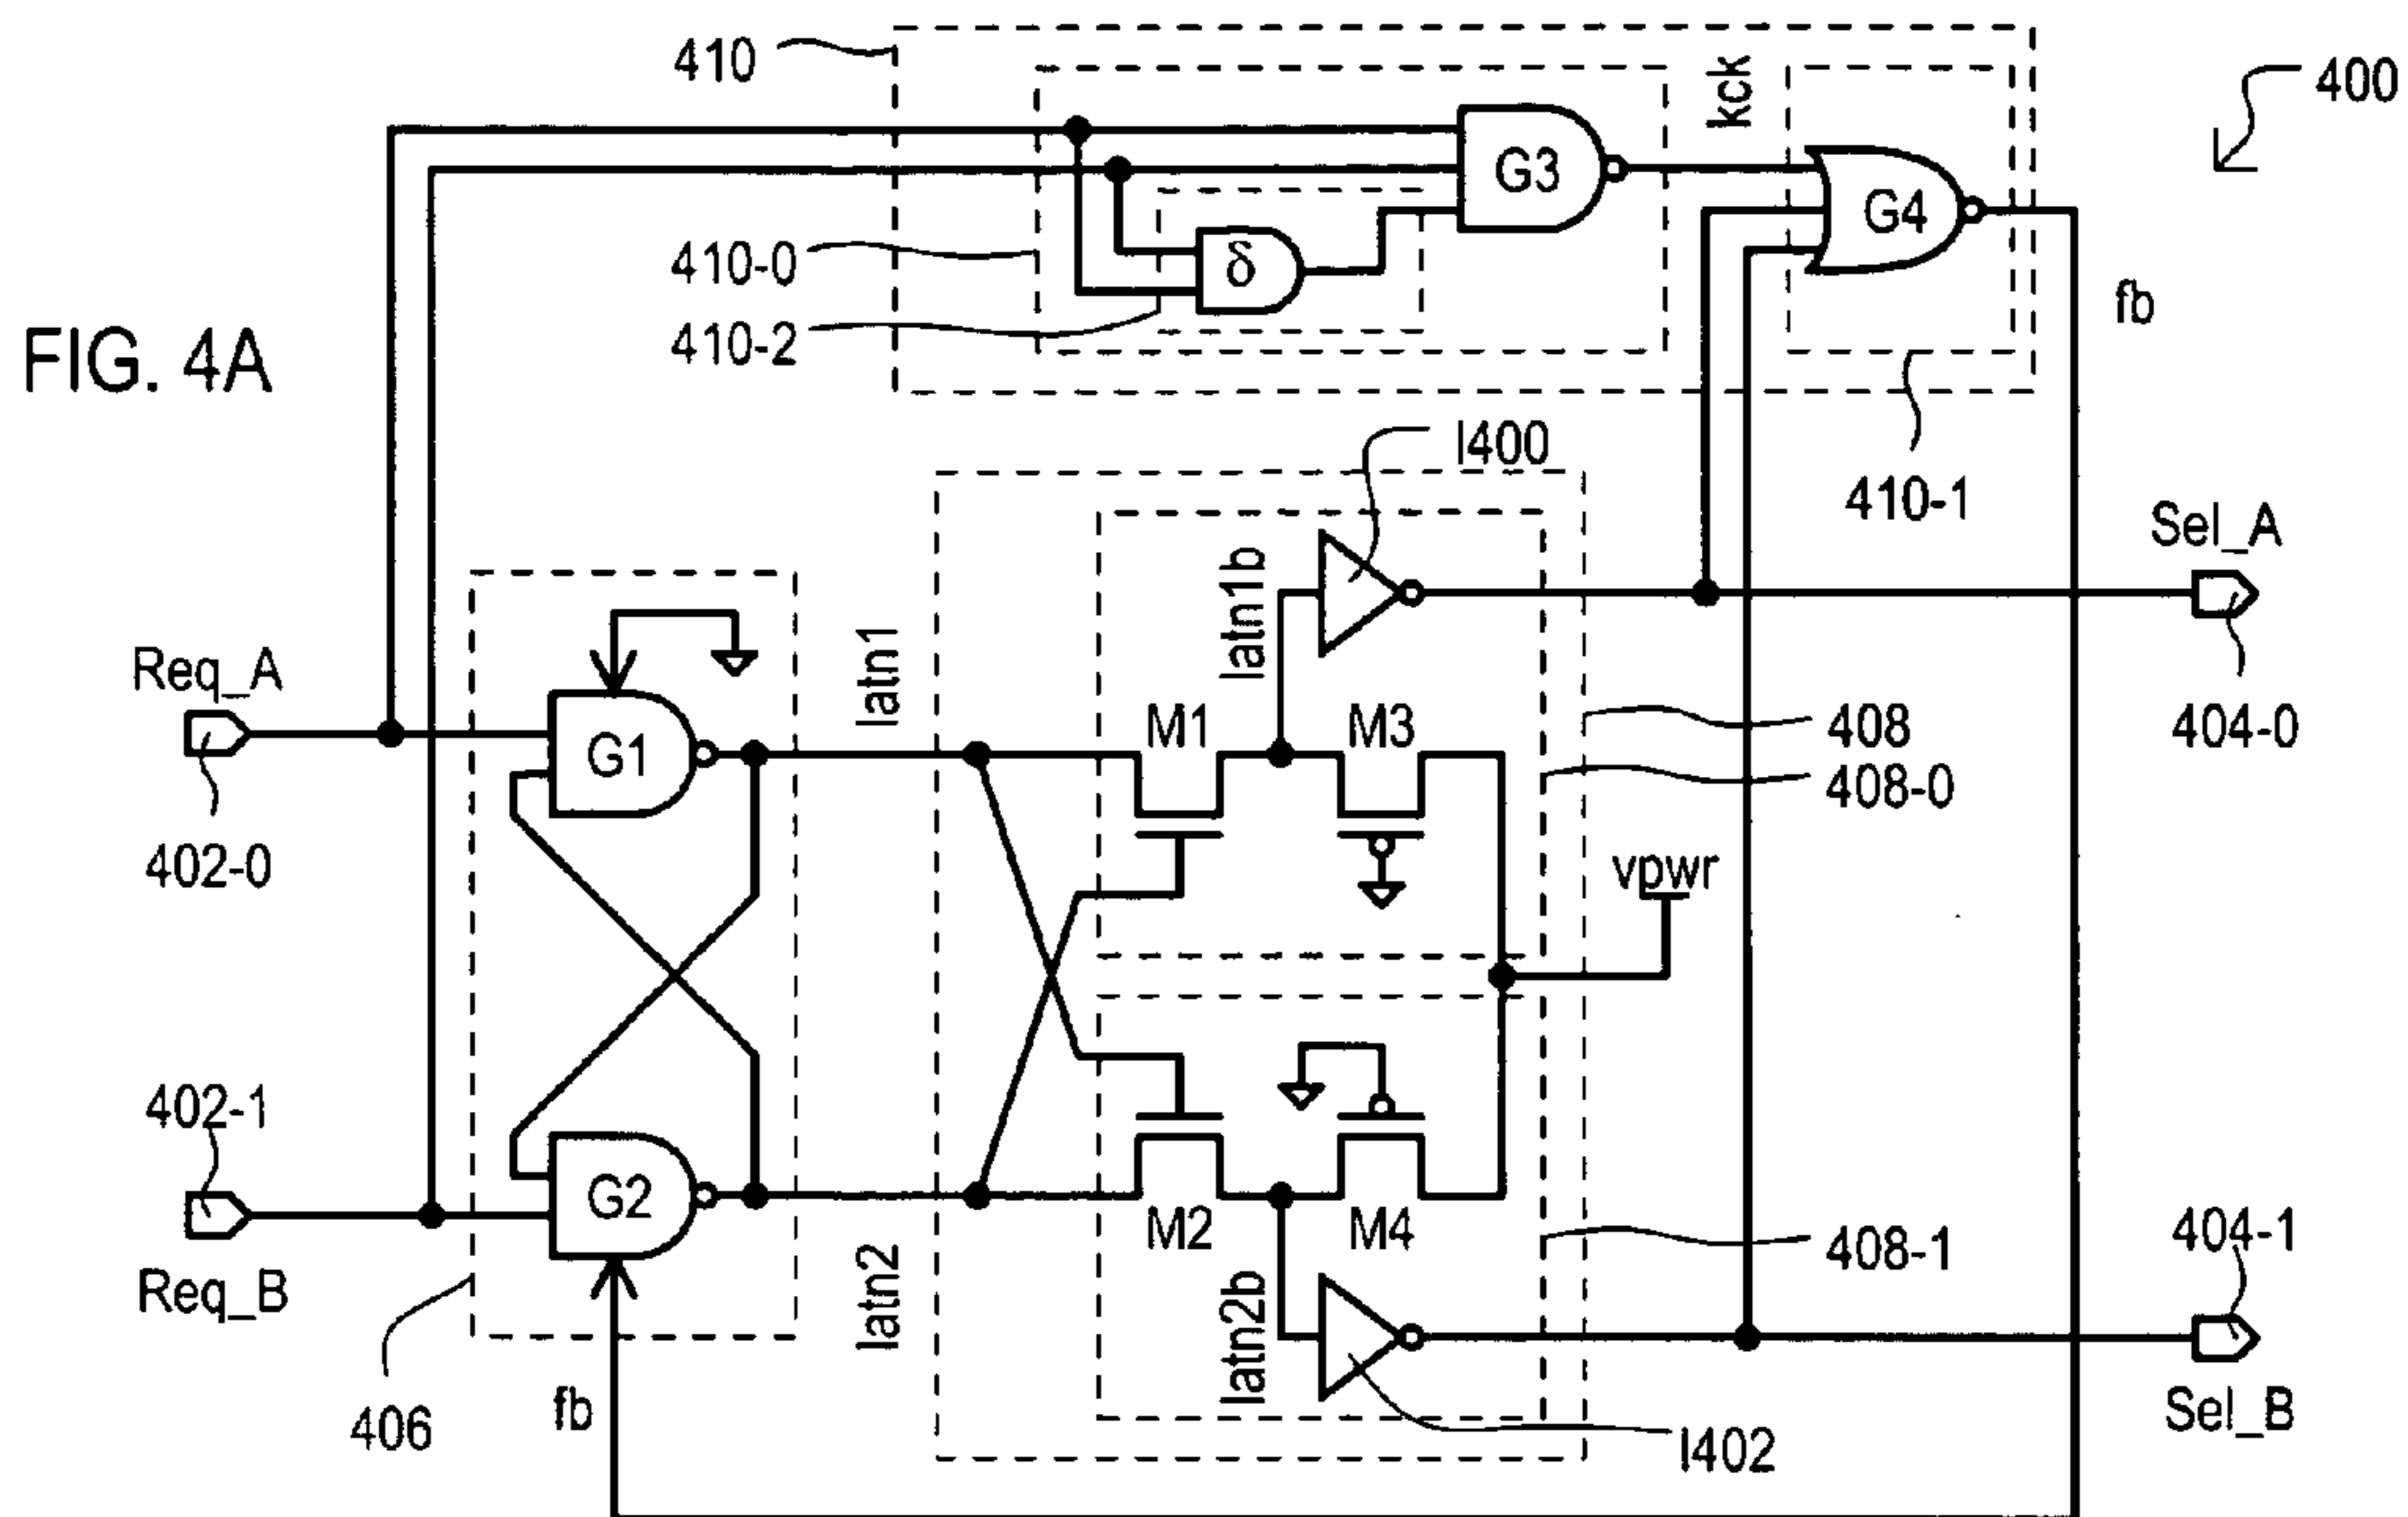 410
kck
400
G3
G4
410-0
δ
410-2
fb
FIG. 4A
I400
410-1
Sel_A
latn1b
latn1
Req_A
M1
M3
408
404-0
G1
408-0
402-0
vpwr
402-1
G2
M2
M4
408-1
404-1
Req_B
latn2
latn2b
fb
406
Sel_B
I402